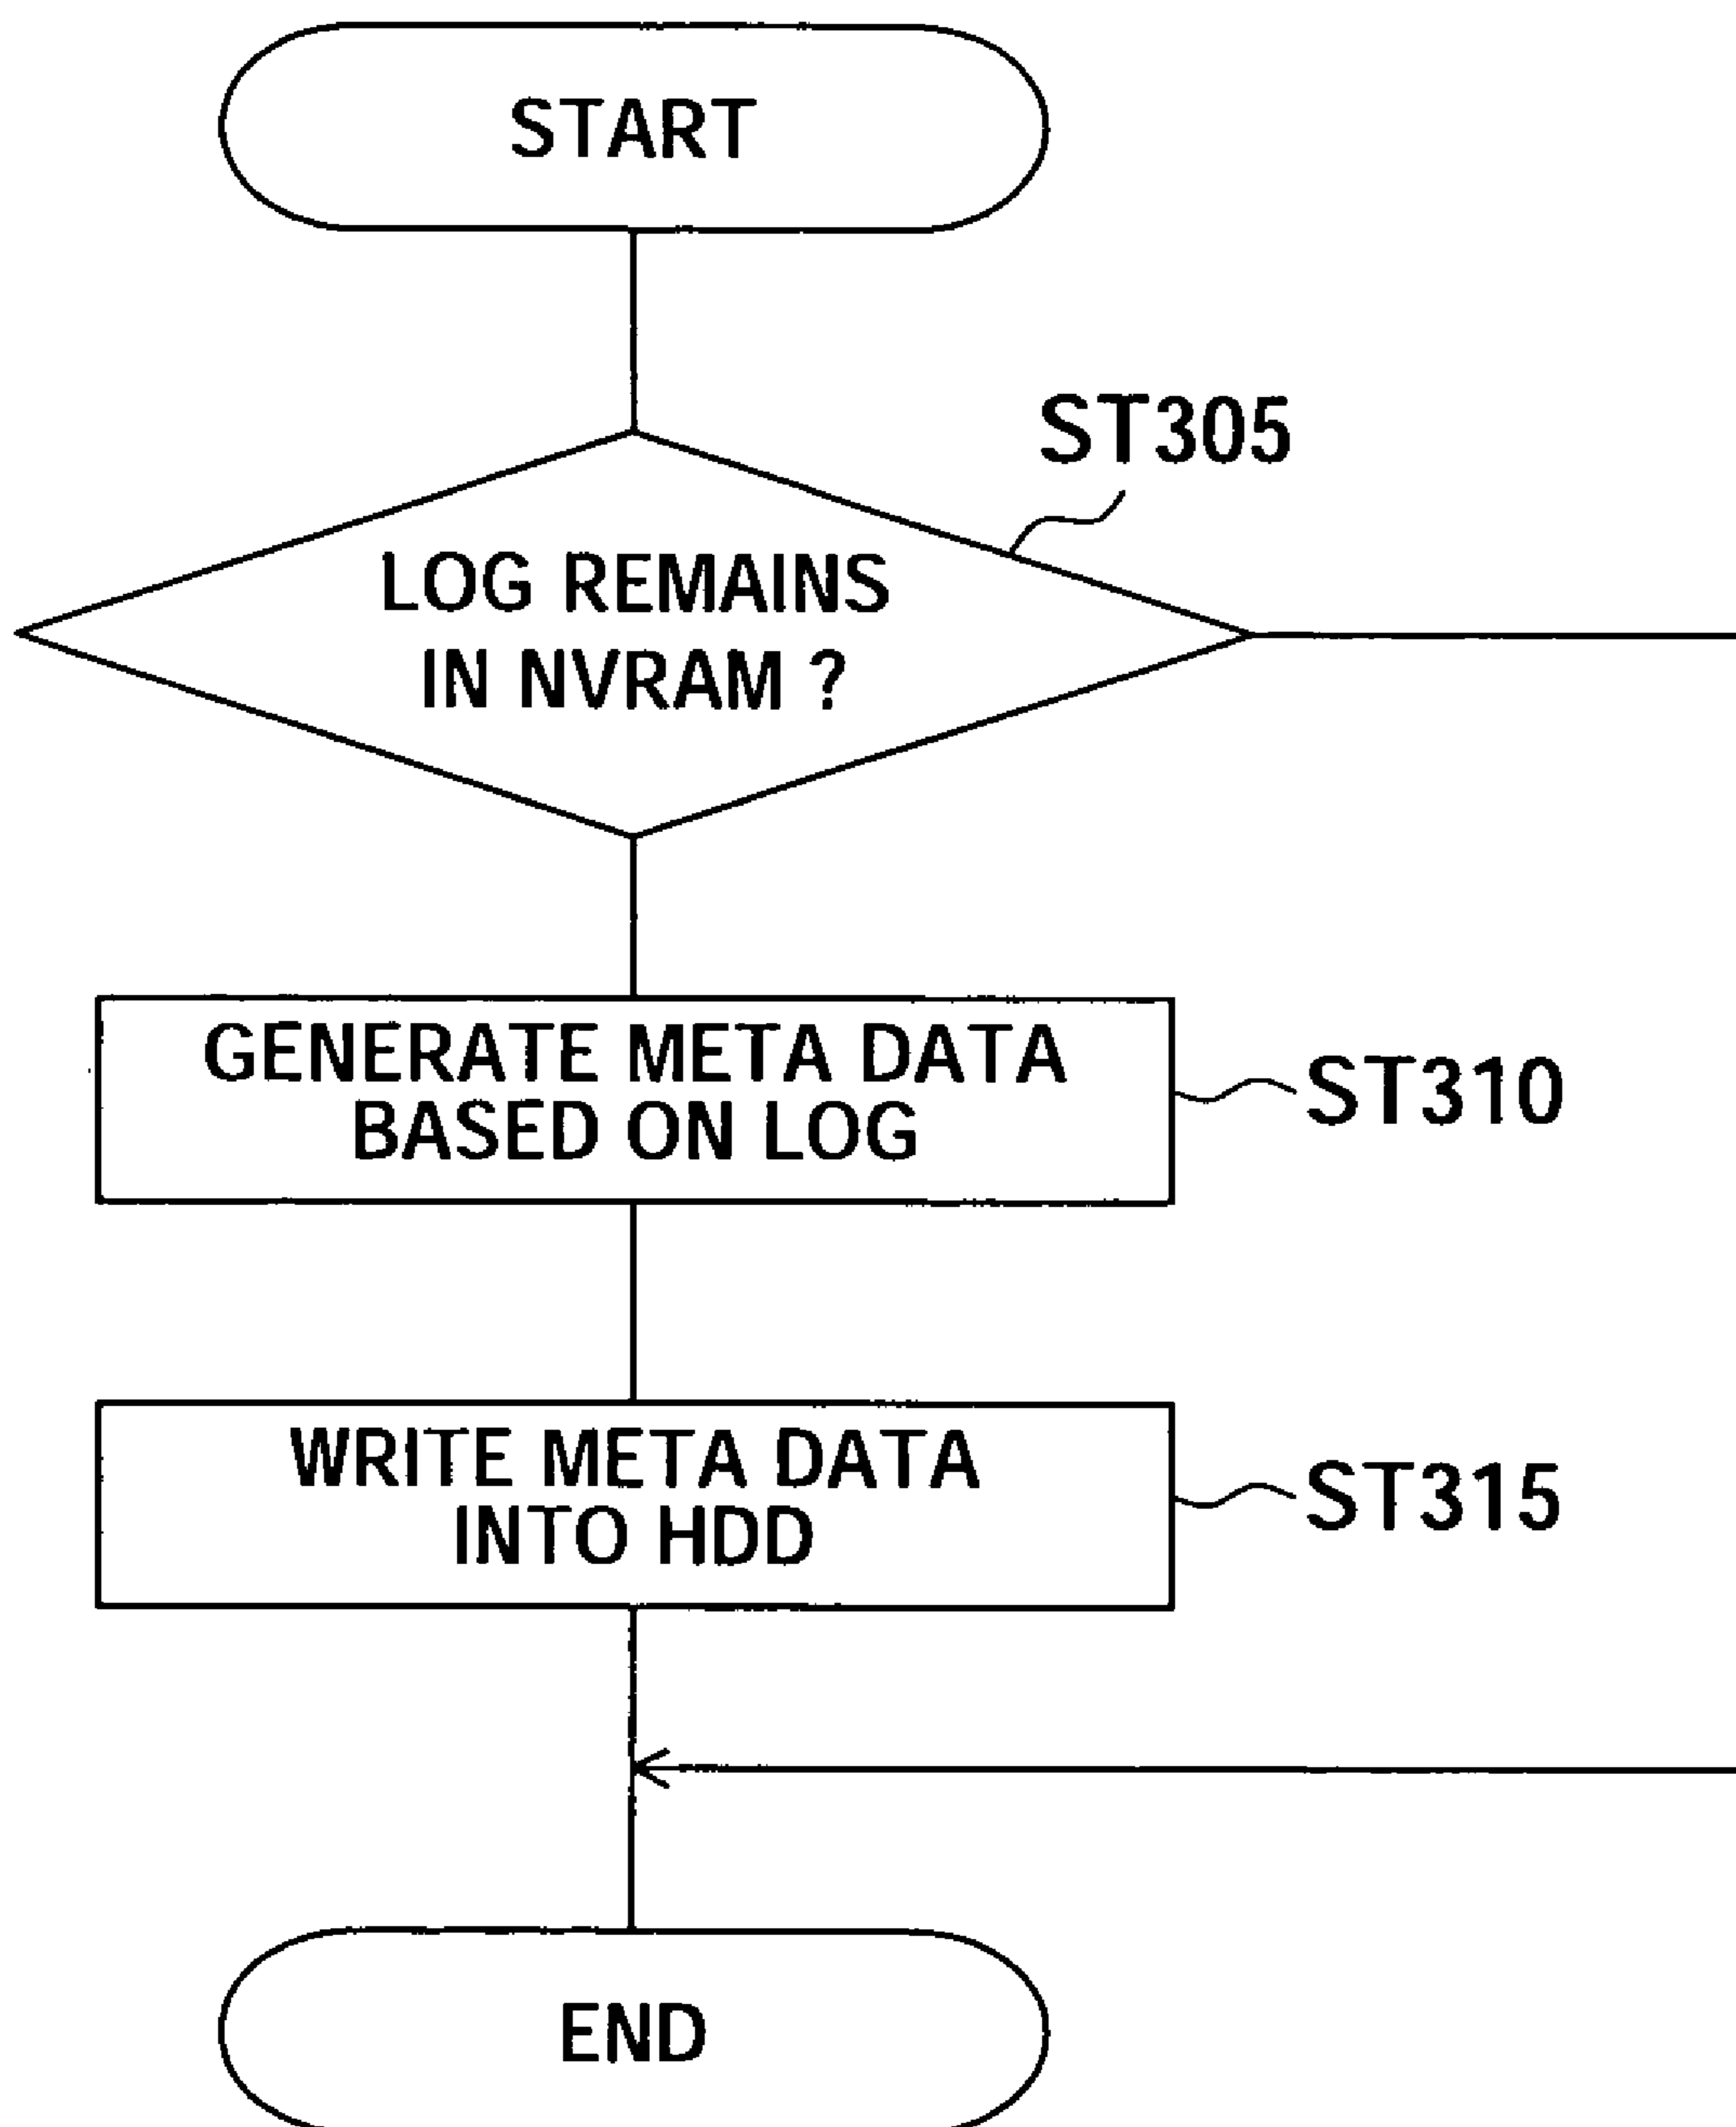 START
ST305
LOG REMAINS
IN NVRAM ?
GENERATE META DATA
BASED ON LOG
ST310
WRITE META DATA
INTO HDD
ST315
END